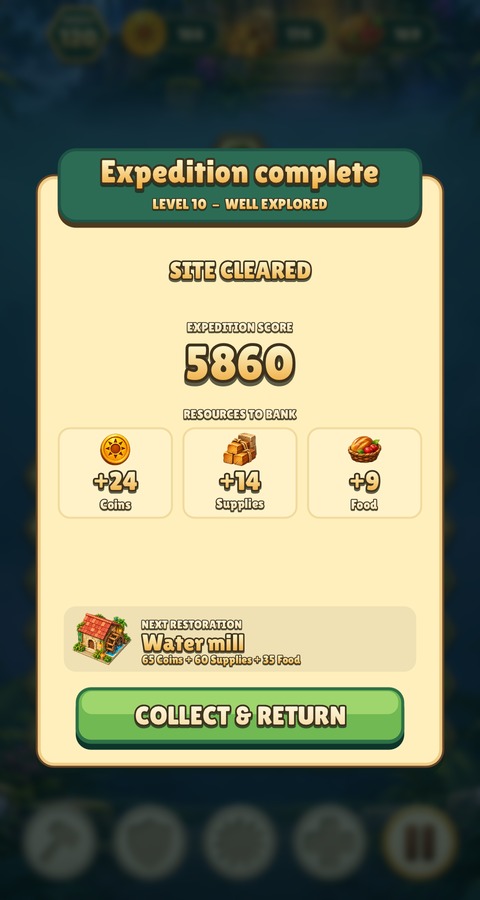 Expedition complete
LEVEL 10 – WELL EXPLORED
SITE CLEARED
EXPEDITION SCORE
5860
RESOURCES TO BANK
+24
Coins
+14
Supplies
+9
Food
NEXT RESTORATION
Water mill
65 Coins + 60 Supplies + 35 Food
COLLECT & RETURN